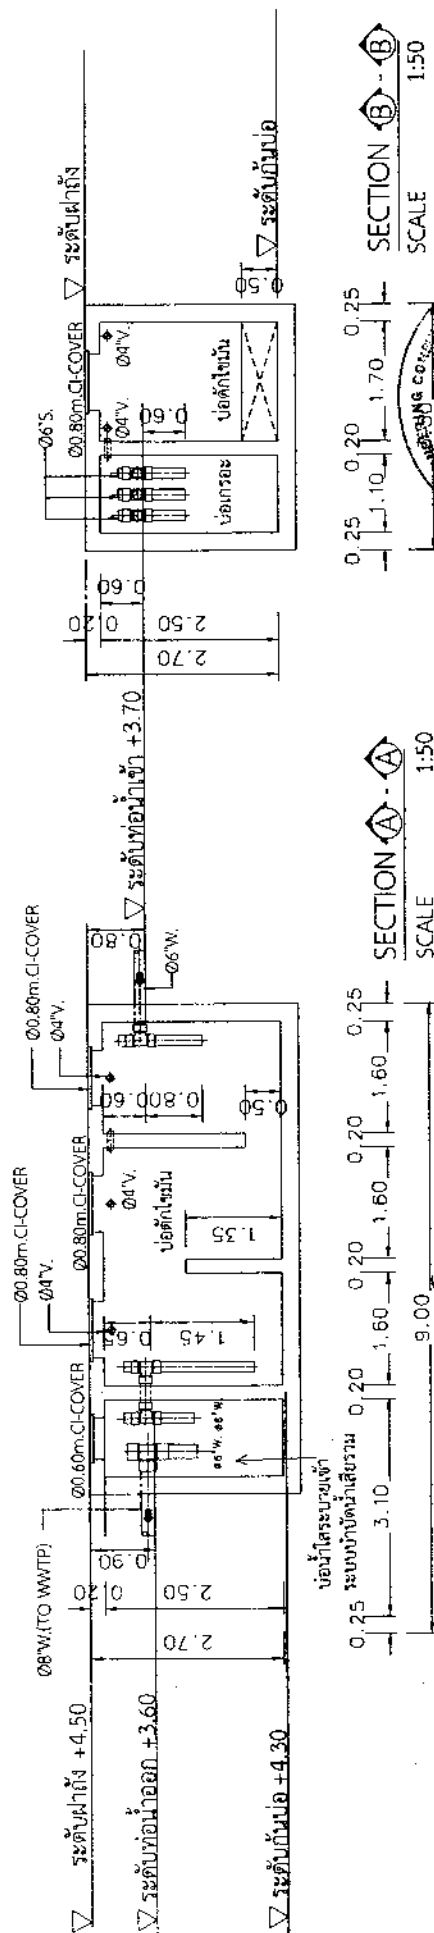 ระดับฝาถัง +4.50
ระดับท่อน้ำออก +3.60
ระดับก้นบ่อ +4.30
Ø8"W.(TO WWTP)
Ø0.60m.CI-COVER
Ø0.80m.CI-COVER
Ø4"V.
Ø0.80m.CI-COVER
Ø4"V.
Ø0.80m.CI-COVER
Ø4"V.
0.20
0.90
2.50
2.70
0.65
1.45
1.35
บ่อดักไขมัน
0.60
0.80
0.50
0.80
Ø6"W.
Ø6"W.
Ø6"W.
ระดับท่อน้ำเข้า +3.70
บ่อน้ำใสระบายเข้า
ระบบบำบัดน้ำเสียรวม
0.25
3.10
0.20
1.60
0.20
1.60
0.20
1.60
0.25
9.00
SECTION A - A
SCALE 1:50
ระดับฝาถัง
ระดับก้นบ่อ
Ø6"S.
Ø0.80m.CI-COVER
Ø4"V.
Ø4"V.
0.20
0.60
2.50
2.70
0.60
0.50
บ่อเกรอะ
บ่อดักไขมัน
0.25
1.10
0.20
1.70
0.25
SECTION B - B
SCALE 1:50